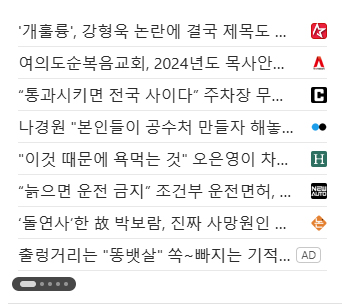 '개훌륭', 강형욱 논란에 결국 제목도 ...
여의도순복음교회, 2024년도 목사안...
“통과시키면 전국 사이다” 주차장 무...
나경원 "본인들이 공수처 만들자 해놓...
"이것 때문에 욕먹는 것" 오은영이 차...
“늙으면 운전 금지” 조건부 운전면허, ...
‘돌연사’한 故 박보람, 진짜 사망원인 ...
출렁거리는 "똥뱃살" 쏙~빠지는 기적... AD